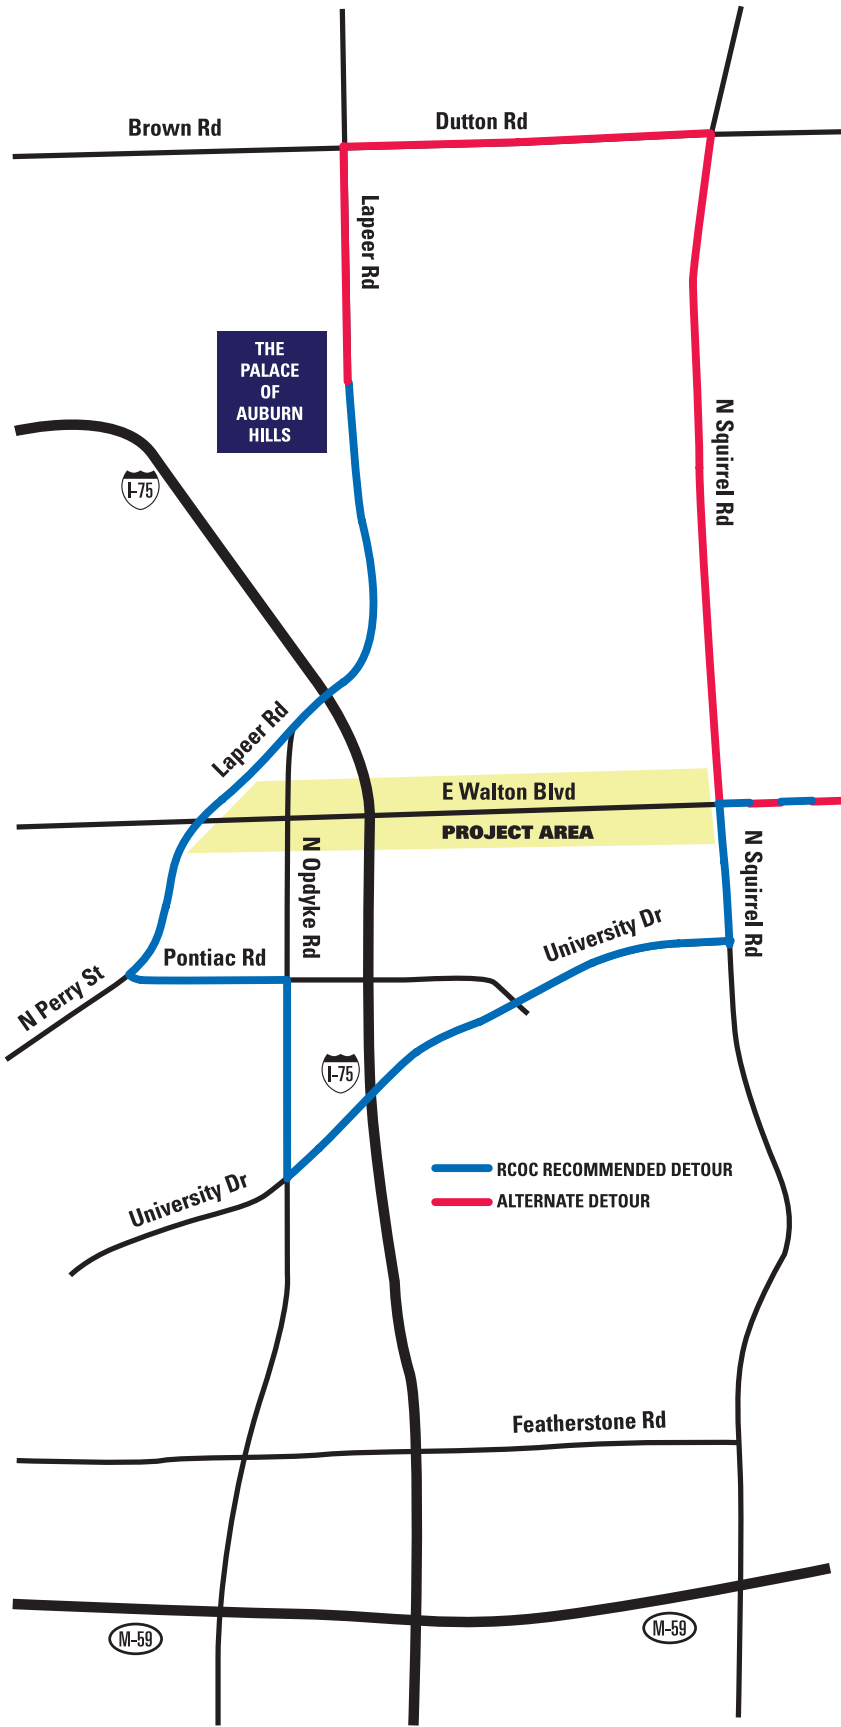 Dutton Rd
Brown Rd
Lapeer Rd
THE
PALACE
OF
AUBURN
HILLS
N Squirrel Rd
I-75
Lapeer Rd
E Walton Blvd
PROJECT AREA
N Opdyke Rd
N Squirrel Rd
University Dr
Pontiac Rd
N Perry St
I-75
RCOC RECOMMENDED DETOUR
ALTERNATE DETOUR
University Dr
Featherstone Rd
M-59
M-59